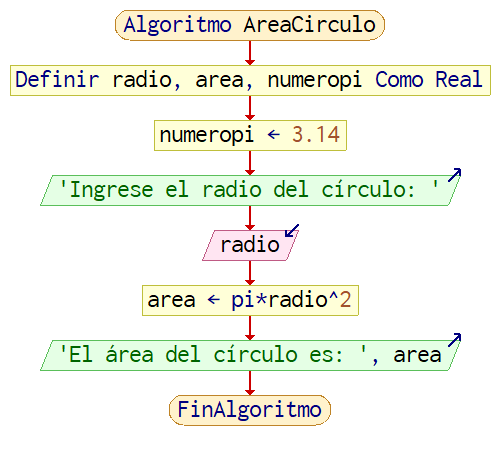 Algoritmo AreaCirculo
Definir radio, area, numeropi Como Real
numeropi ← 3.14
'Ingrese el radio del círculo: '
radio
area ← pi*radio^2
'El área del círculo es: ', area
FinAlgoritmo